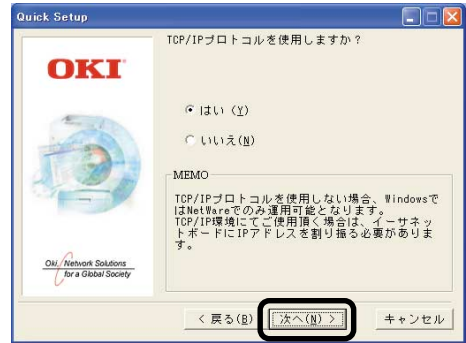 Quick Setup
TCP/IPプロトコルを使用しますか？
OKI
はい (Y)
いいえ(N)
MEMO
TCP/IPプロトコルを使用しない場合、Windowsで
はNetWareでのみ運用可能となります。
TCP/IP環境にてご使用頂く場合は、イーサネッ
トボードにIPアドレスを割り振る必要がありま
す。
Oki, Network Solutions
for a Global Society
< 戻る(B)
次へ(N) >
キャンセル